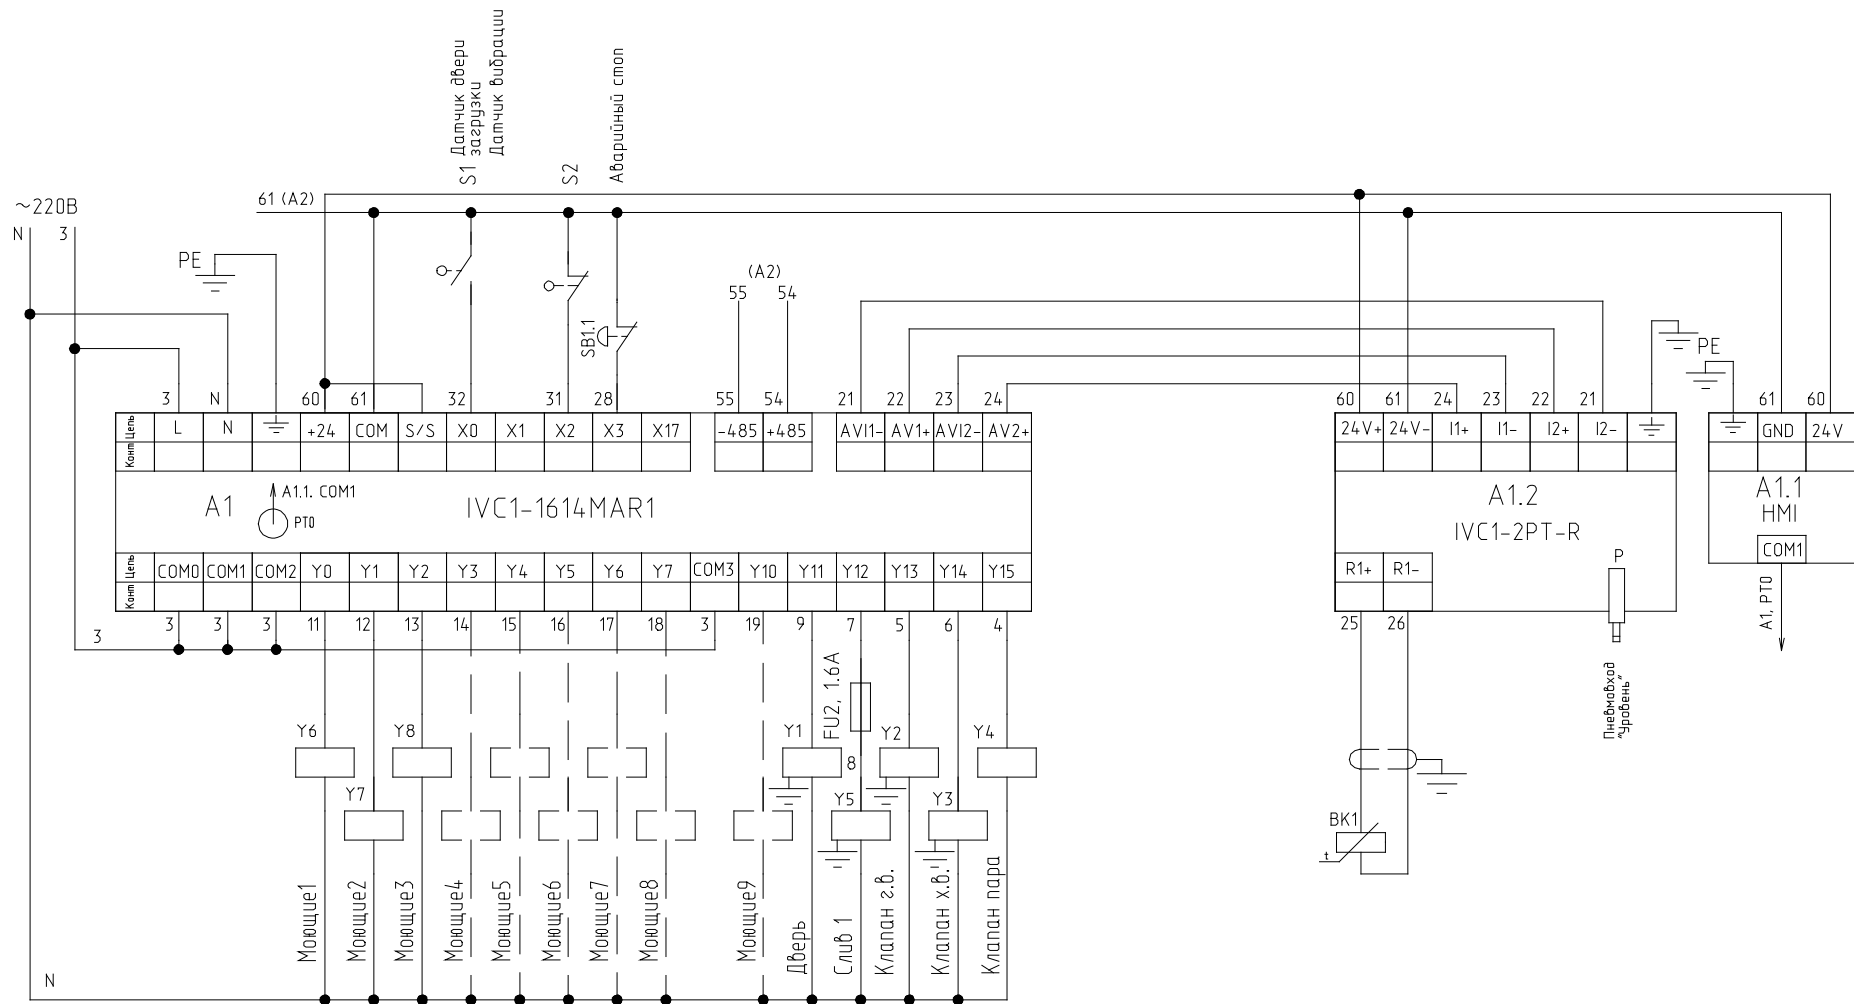 Датчик двери
загрузки
Датчик вибрации
S1
S2
Аварийный стоп
61 (A2)
~220В
N
3
PE
(A2)
55
54
SB1.1
PE
3
N
60
61
32
31
28
55
54
21
22
23
24
60
61
24
23
22
21
61
60
Цепь
L
N
+24
COM
S/S
X0
X1
X2
X3
X17
-485
+485
AVI1-
AV1+
AVI2-
AV2+
24V+
24V-
I1+
I1-
I2+
I2-
GND
24V
Конт
A1
A1.1. COM1
PT0
IVC1-1614MAR1
A1.2
IVC1-2PT-R
A1.1
HMI
COM1
Цепь
COM0
COM1
COM2
Y0
Y1
Y2
Y3
Y4
Y5
Y6
Y7
COM3
Y10
Y11
Y12
Y13
Y14
Y15
Конт
R1+
R1-
P
A1, PT0
3
3
3
3
11
12
13
14
15
16
17
18
3
19
9
7
5
6
4
25
26
FU2, 1.6A
Пневмовход
"Уровень"
Y6
Y8
Y1
8
Y2
Y4
Y7
Y5
Y3
BK1
t
Моющие1
Моющие2
Моющие3
Моющие4
Моющие5
Моющие6
Моющие7
Моющие8
Моющие9
Дверь
Слив 1
Клапан г.в.
Клапан х.в.
Клапан пара
N